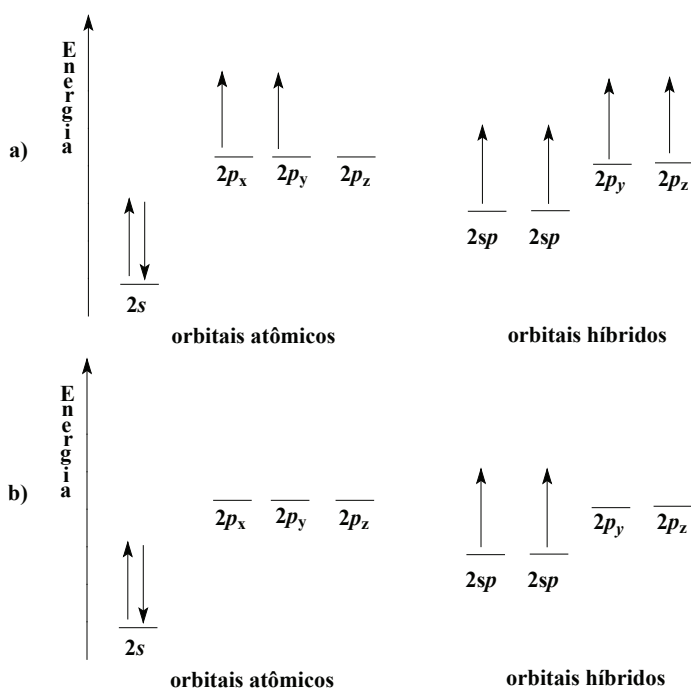 Energia
a)
2px 2py 2pz
2py 2pz
2sp 2sp
2s
orbitais atômicos
orbitais híbridos
Energia
b)
2px 2py 2pz
2py 2pz
2sp 2sp
2s
orbitais atômicos
orbitais híbridos